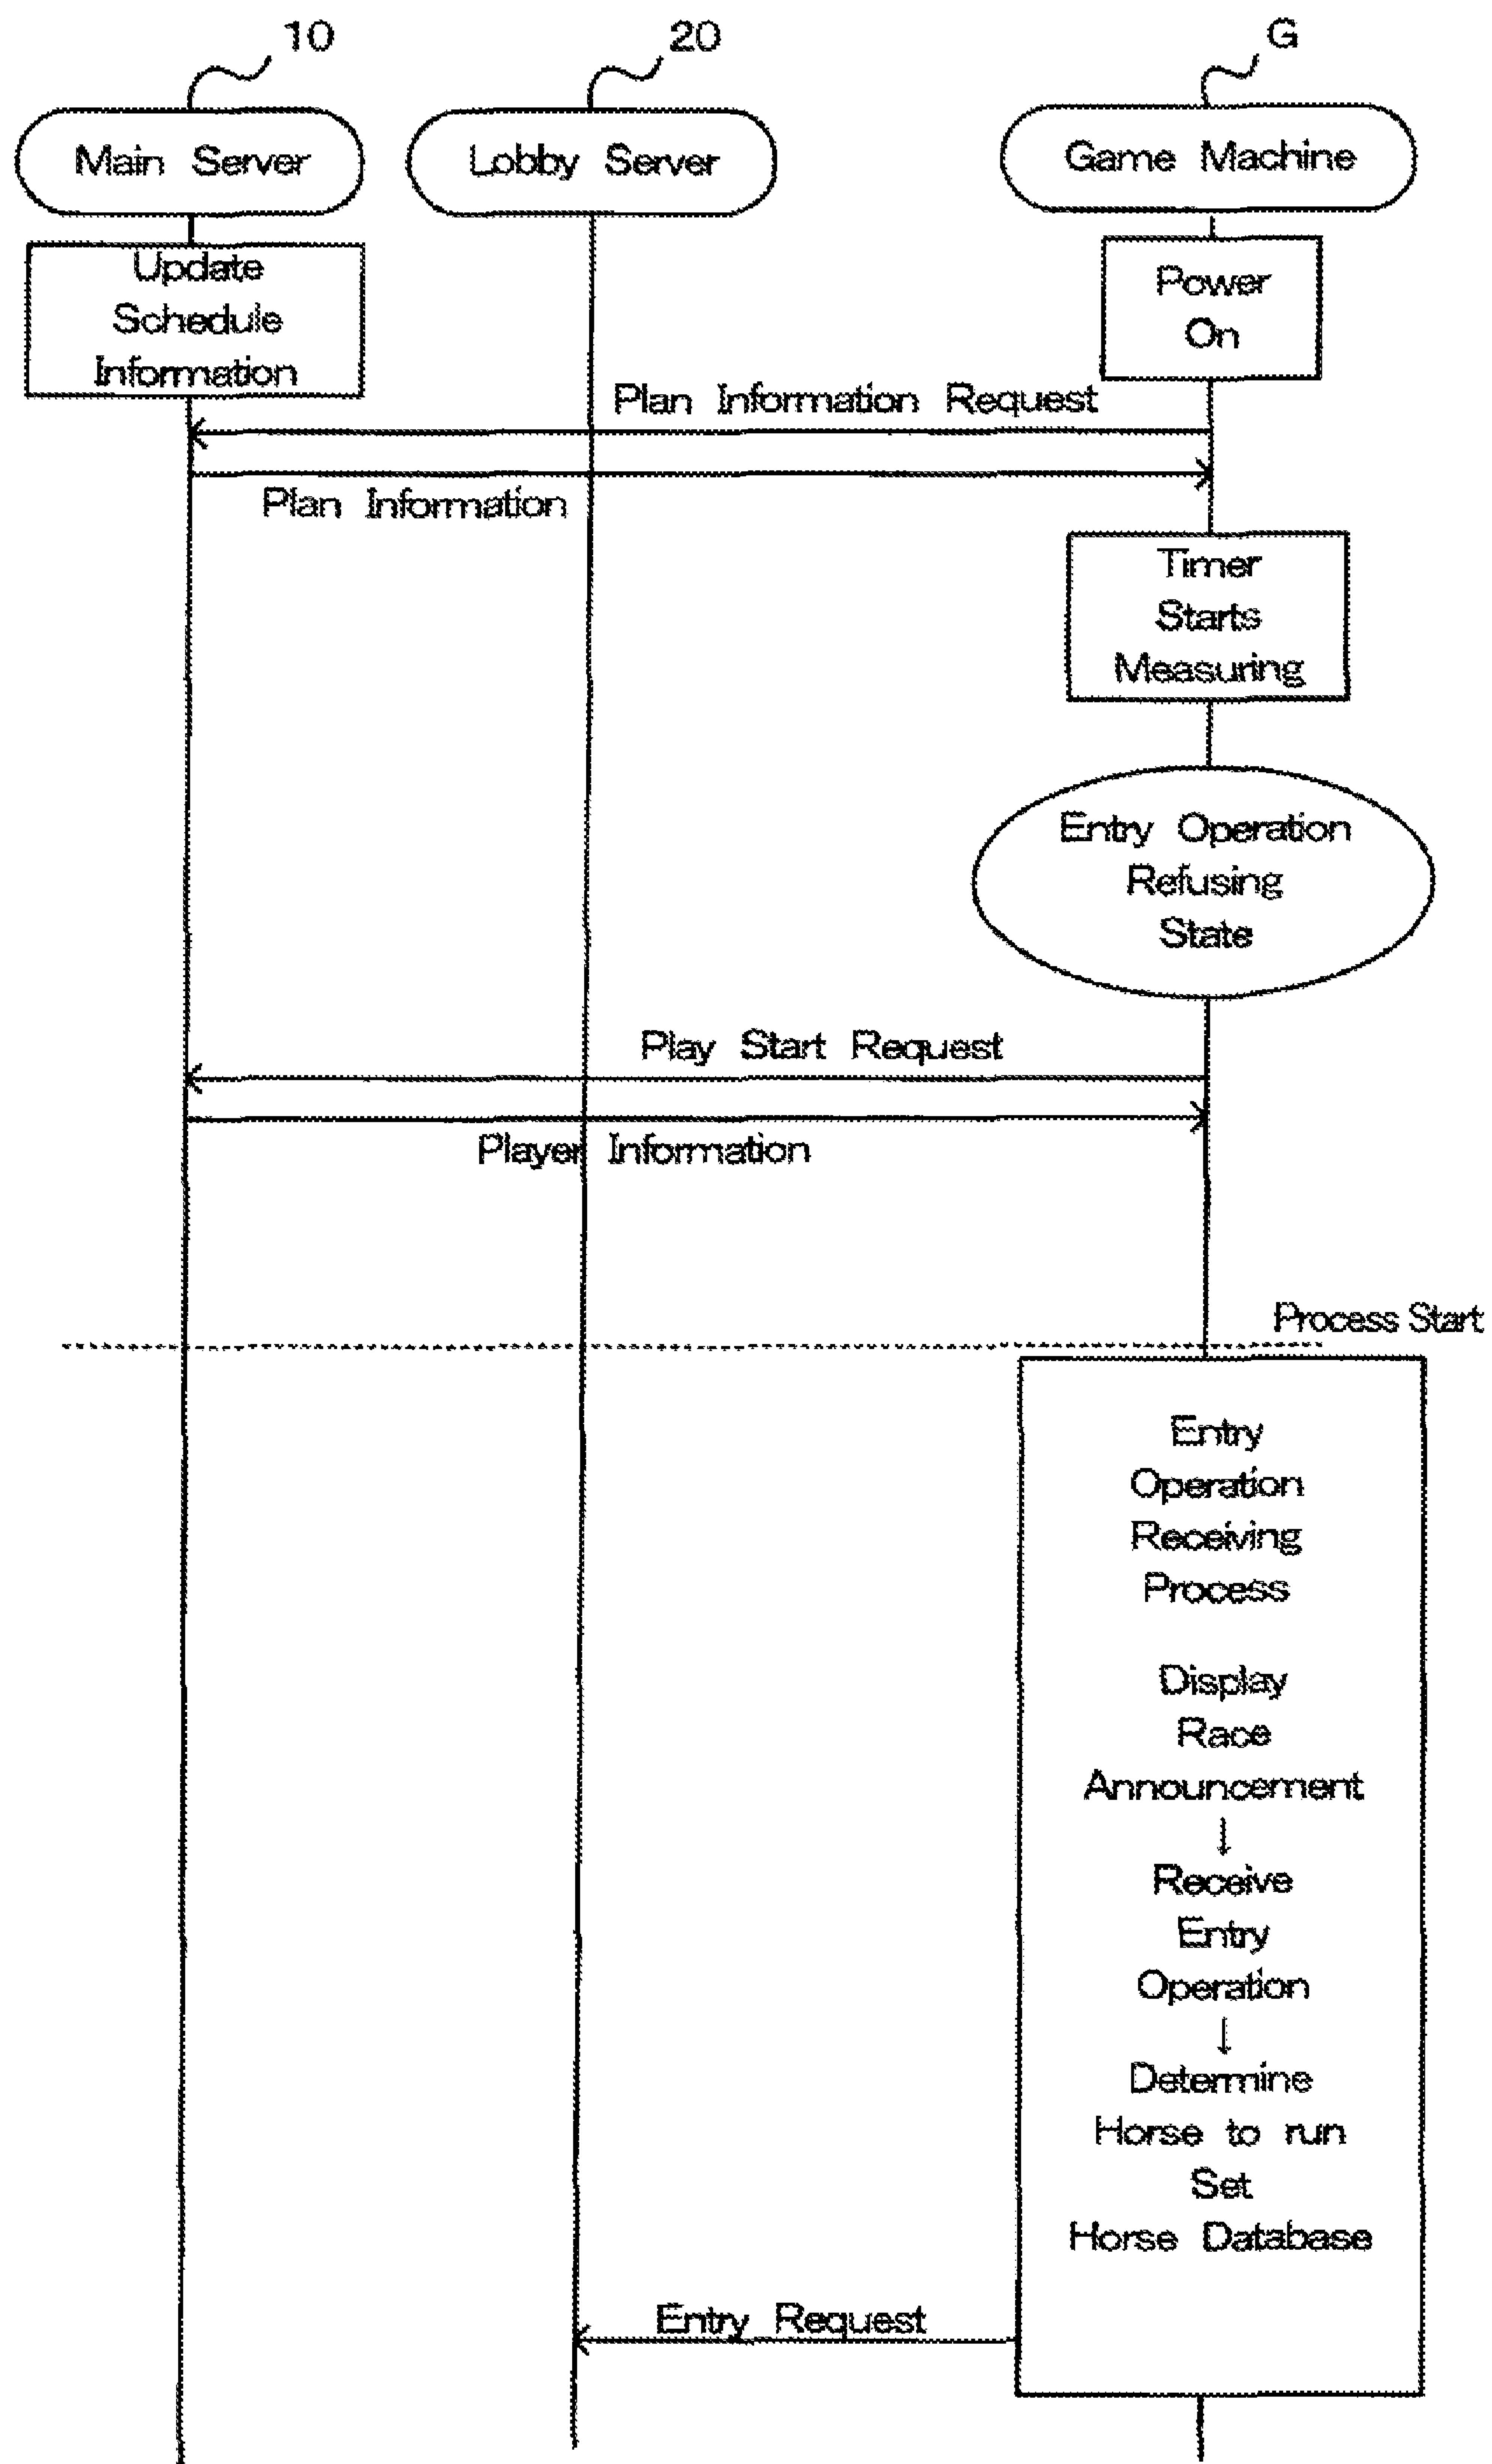 10
20
G
Main Server
Lobby Server
Game Machine
Update
Schedule
Information
Power
On
Plan Information Request
Plan Information
Timer
Starts
Measuring
Entry Operation
Refusing
State
Play Start Request
Player Information
Process Start
Entry
Operation
Receiving
Process
Display
Race
Announcement
↓
Receive
Entry
Operation
↓
Determine
Horse to run
Set
Horse Database
Entry Request